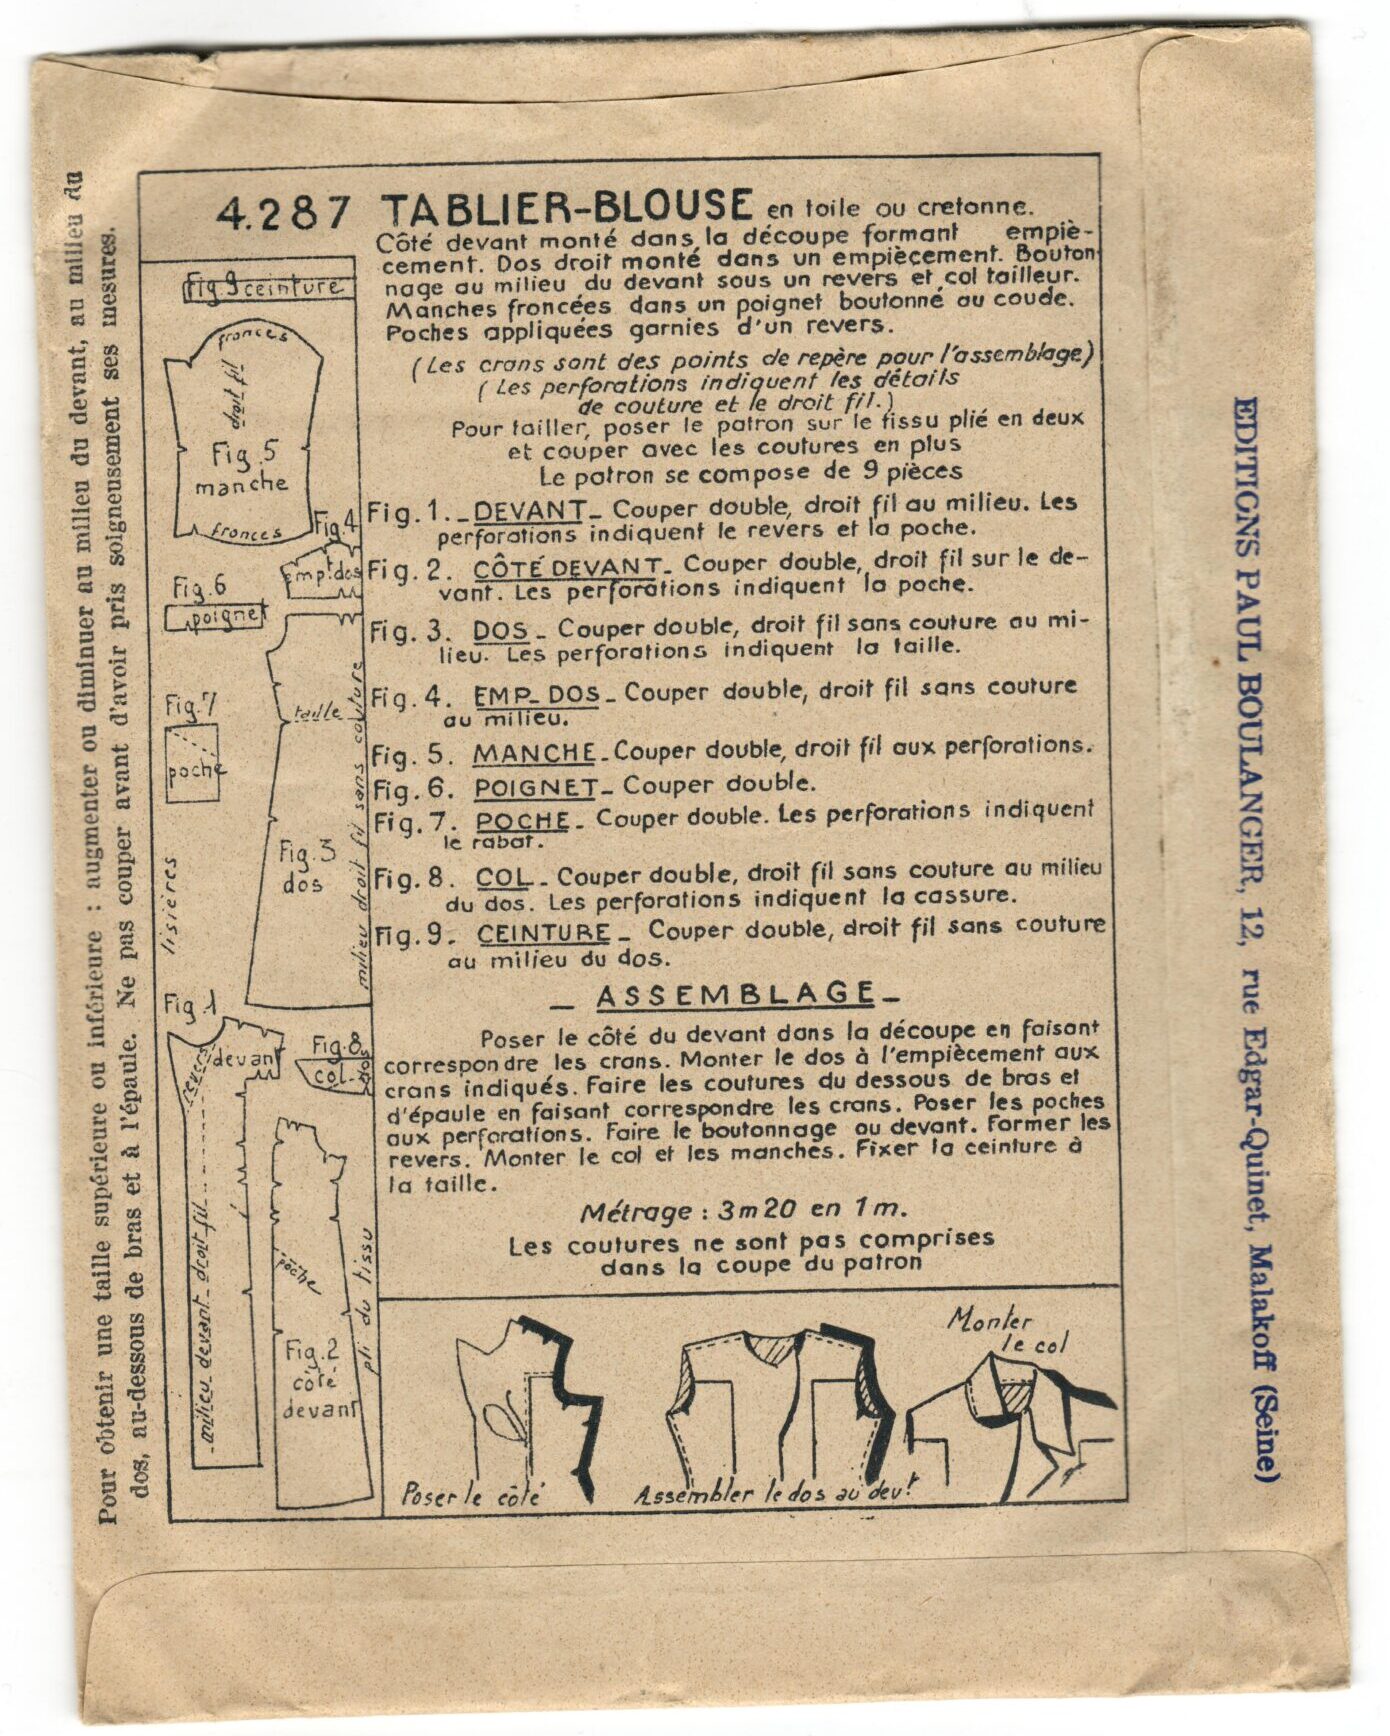 4.287 TABLIER-BLOUSE en toile ou cretonne.
Côté devant monté dans la découpe formant empiè-
cement. Dos droit monté dans un empiècement. Bouton-
nage au milieu du devant sous un revers et col tailleur.
Manches froncées dans un poignet boutonné au coude.
Poches appliquées garnies d'un revers.
(Les crans sont des points de repère pour l'assemblage)
(Les perforations indiquent les détails
de couture et le droit fil.)
Pour tailler, poser le patron sur le tissu plié en deux
et couper avec les coutures en plus
Le patron se compose de 9 pièces
Fig. 1. _ DEVANT _ Couper double, droit fil au milieu. Les
perforations indiquent le revers et la poche.
Fig. 2. CÔTÉ DEVANT _ Couper double, droit fil sur le de-
vant. Les perforations indiquent la poche.
Fig. 3. DOS _ Couper double, droit fil sans couture au mi-
lieu. Les perforations indiquent la taille.
Fig. 4. EMP_ DOS _ Couper double, droit fil sans couture
au milieu.
Fig. 5. MANCHE _ Couper double, droit fil aux perforations.
Fig. 6. POIGNET _ Couper double.
Fig. 7. POCHE _ Couper double. Les perforations indiquent
le rabat.
Fig. 8. COL _ Couper double, droit fil sans couture au milieu
du dos. Les perforations indiquent la cassure.
Fig. 9. CEINTURE _ Couper double, droit fil sans couture
au milieu du dos.
_ ASSEMBLAGE _
Poser le côté du devant dans la découpe en faisant
correspondre les crans. Monter le dos à l'empiècement aux
crans indiqués. Faire les coutures du dessous de bras et
d'épaule en faisant correspondre les crans. Poser les poches
aux perforations. Faire le boutonnage au devant. Former les
revers. Monter le col et les manches. Fixer la ceinture à
la taille.
Métrage : 3m20 en 1m.
Les coutures ne sont pas comprises
dans la coupe du patron
Fig 9 ceinture
fronces
droit fil
Fig. 5
manche
fronces
Fig 4
Emp.t dos
Fig. 6
poignet
Fig. 7
poche
taille
Fig. 3
dos
milieu droit fil sans couture
lisières
Fig 1
revers
devant
milieu devant droit fil
Fig. 8
col
dos
poche
Fig. 2
côté
devant
pli du tissu
Poser le côté
Assembler le dos au devt
Monter
le col
Pour obtenir une taille supérieure ou inférieure : augmenter ou diminuer au milieu du devant, au milieu du
dos, au-dessous de bras et à l'épaule. Ne pas couper avant d'avoir pris soigneusement ses mesures.
EDITIONS PAUL BOULANGER, 12, rue Edgar-Quinet, Malakoff (Seine)